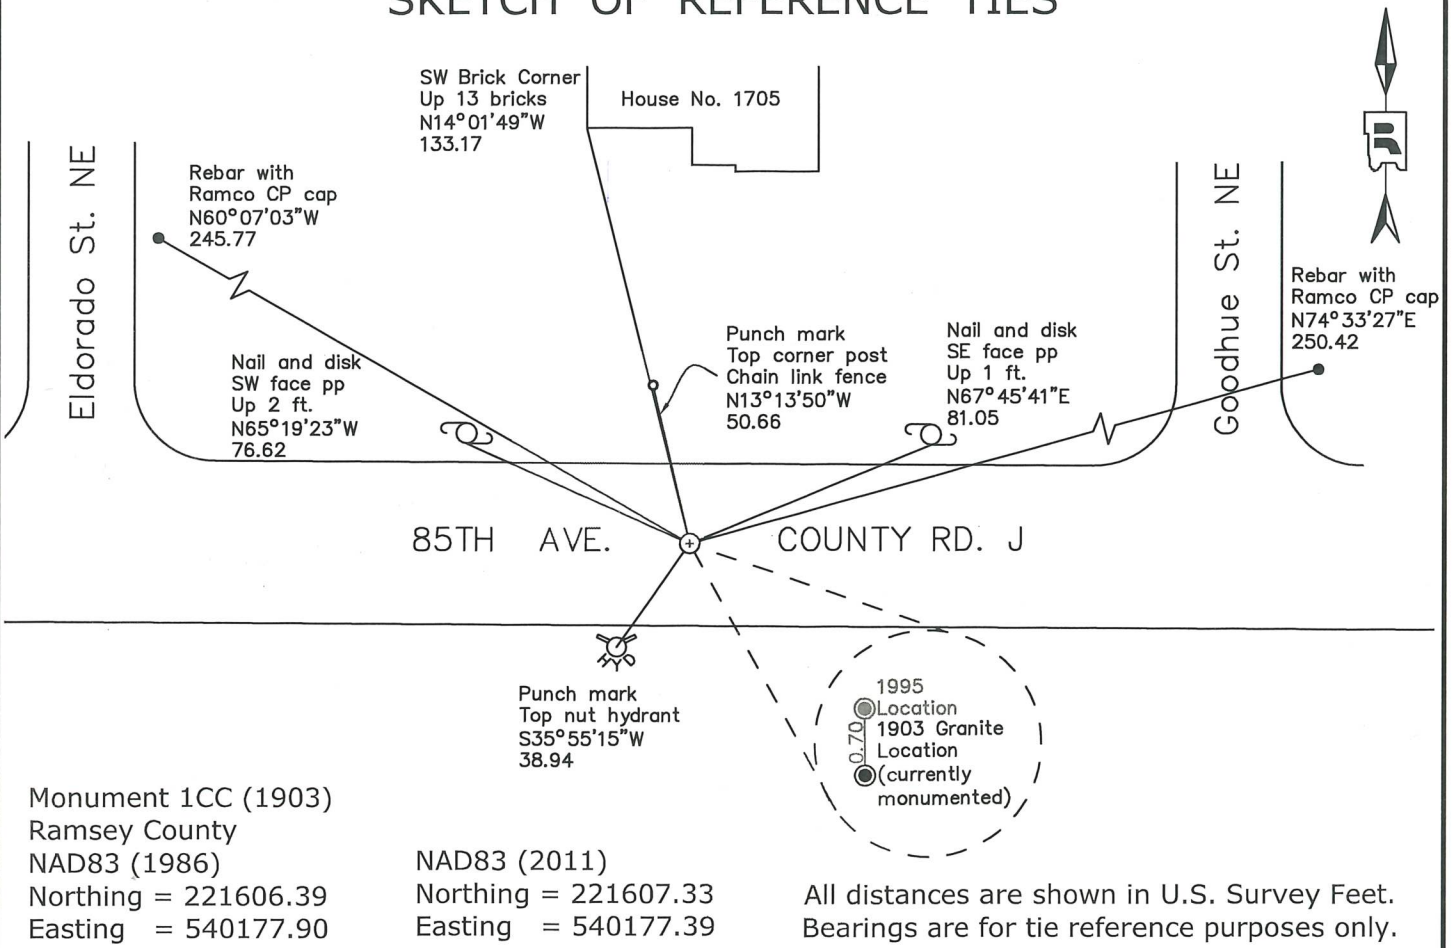 SKETCH OF REFERENCE TIES
SW Brick Corner
Up 13 bricks
N14°01'49"W
133.17
House No. 1705
R
Eldorado St. NE
Rebar with
Ramco CP cap
N60°07'03"W
245.77
Goodhue St. NE
Rebar with
Ramco CP cap
N74°33'27"E
250.42
Nail and disk
SW face pp
Up 2 ft.
N65°19'23"W
76.62
Punch mark
Top corner post
Chain link fence
N13°13'50"W
50.66
Nail and disk
SE face pp
Up 1 ft.
N67°45'41"E
81.05
85TH AVE.
COUNTY RD. J
HYD
Punch mark
Top nut hydrant
S35°55'15"W
38.94
1995
Location
0.70
1903 Granite
Location
(currently
monumented)
Monument 1CC (1903)
Ramsey County
NAD83 (1986)
Northing = 221606.39
Easting = 540177.90
NAD83 (2011)
Northing = 221607.33
Easting = 540177.39
All distances are shown in U.S. Survey Feet.
Bearings are for tie reference purposes only.